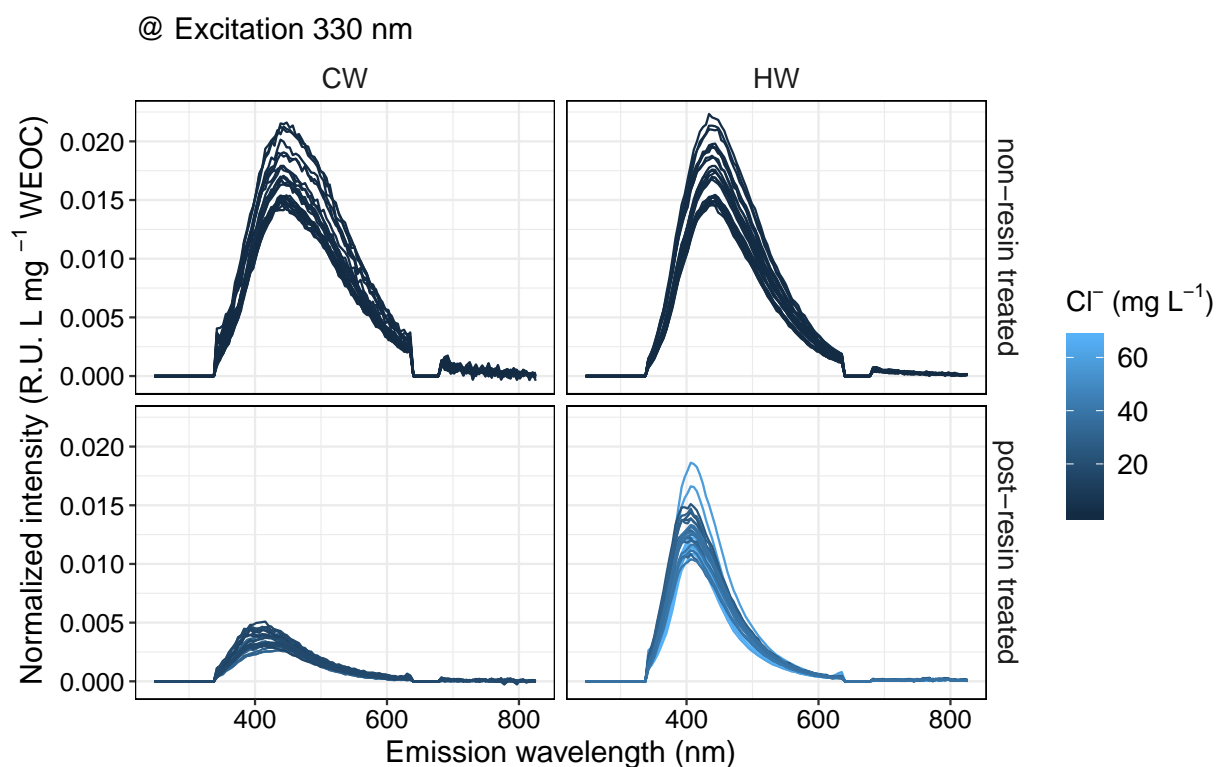 @ Excitation 330 nm
CW
HW
Normalized intensity (R.U. L mg ⁻¹ WEOC)
0.020
0.015
0.010
0.005
0.000
non−resin treated
0.020
0.015
0.010
0.005
0.000
post−resin treated
400
600
800
400
600
800
Emission wavelength (nm)
Cl⁻ (mg L⁻¹)
60
40
20